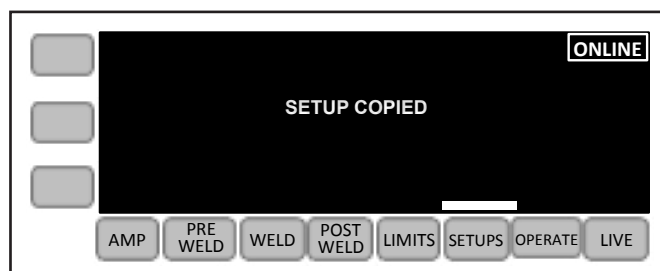 ONLINE
SETUP COPIED
AMP
PRE
WELD
WELD
POST
WELD
LIMITS
SETUPS
OPERATE
LIVE